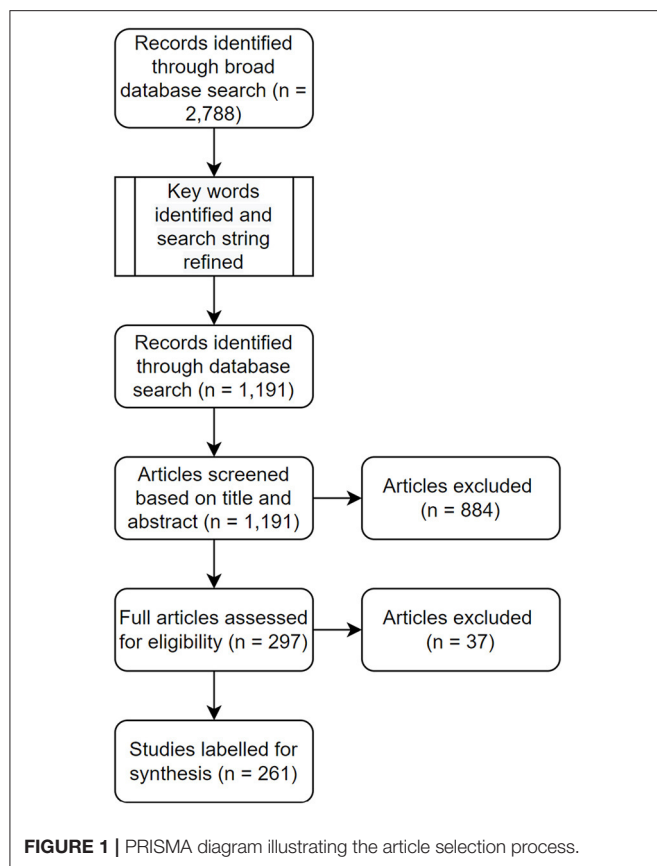 Records identified
through broad
database search (n =
2,788)
Key words
identified and
search string
refined
Records identified
through database
search (n = 1,191)
Articles screened
based on title and
abstract (n = 1,191)
Articles excluded
(n = 884)
Full articles assessed
for eligibility (n = 297)
Articles excluded
(n = 37)
Studies labelled for
synthesis (n = 261)
FIGURE 1 | PRISMA diagram illustrating the article selection process.